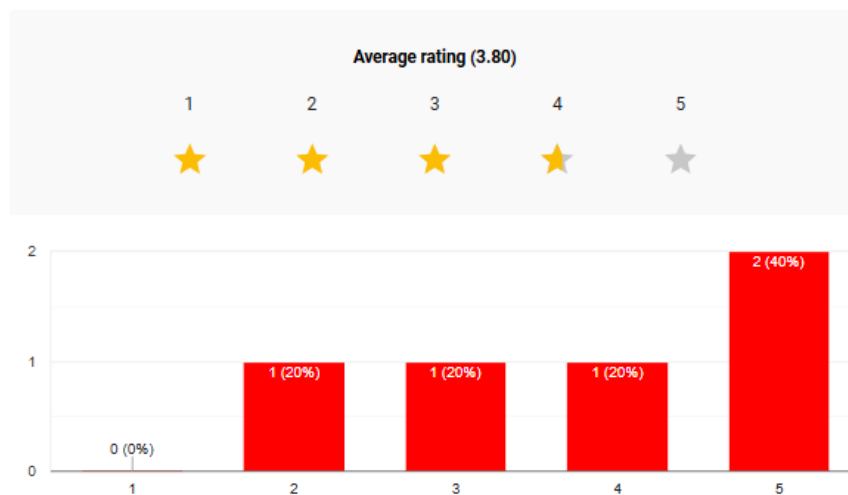 Average rating (3.80)
1 2 3 4 5
2
2 (40%)
1
1 (20%) 1 (20%) 1 (20%)
0 (0%)
0
1 2 3 4 5